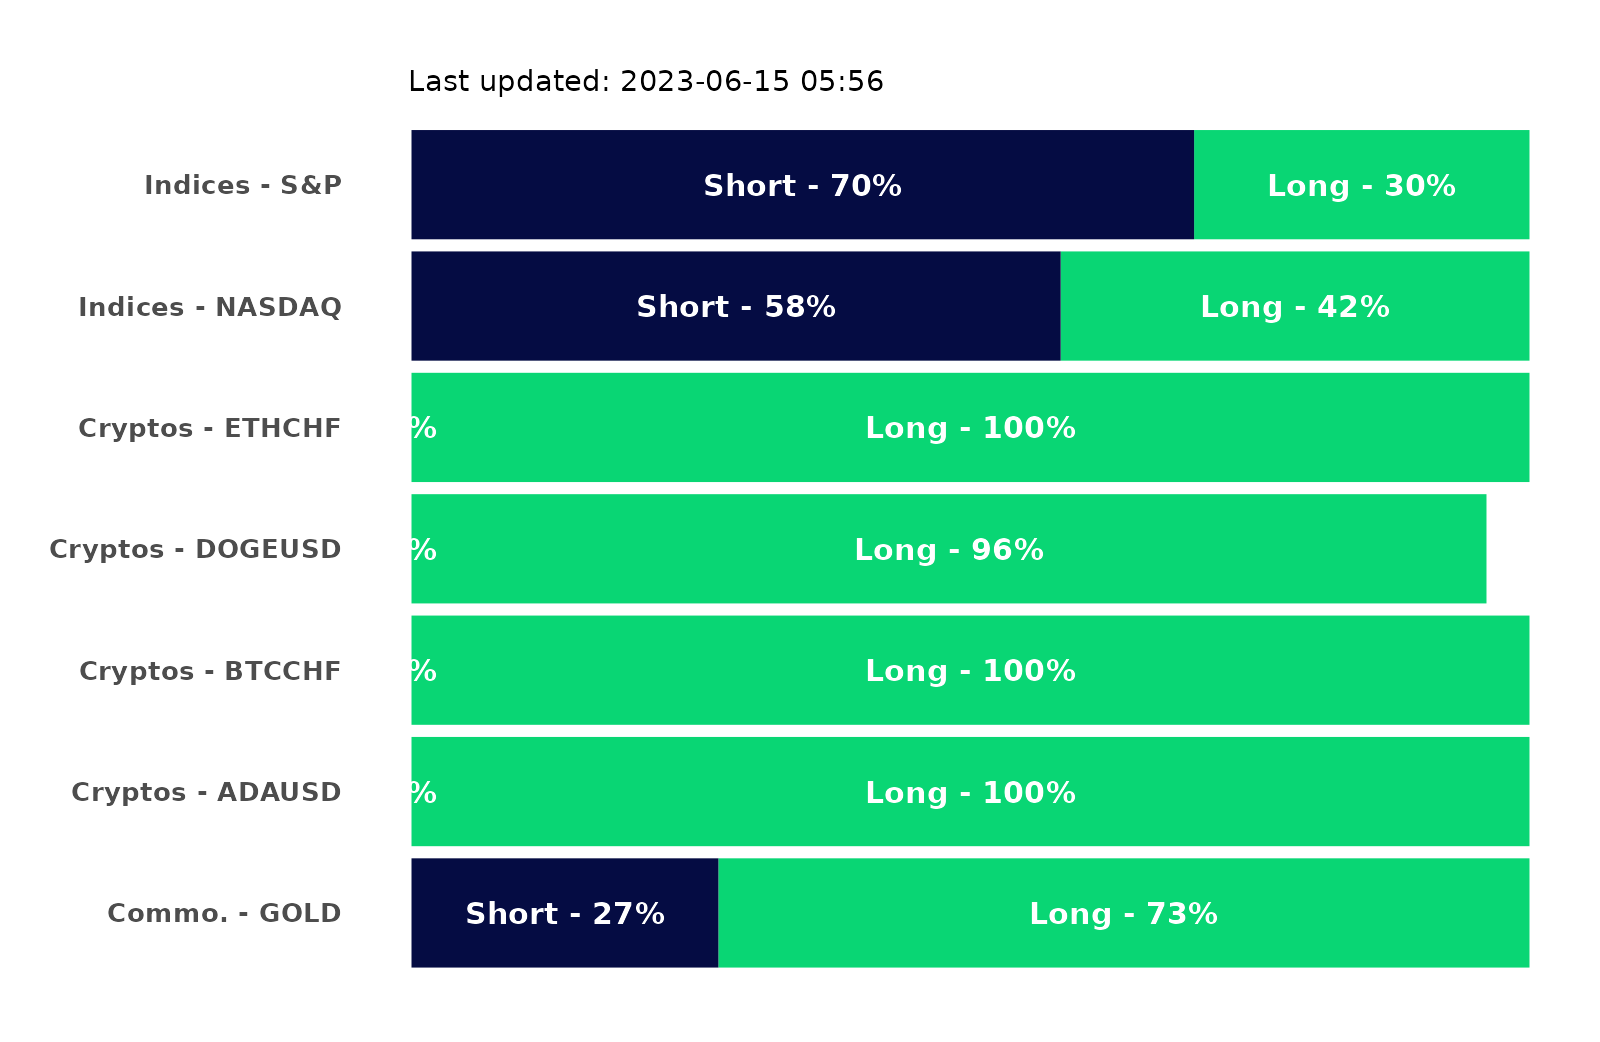 Last updated: 2023-06-15 05:56
Indices - S&P Short - 70% Long - 30%
Indices - NASDAQ Short - 58% Long - 42%
Cryptos - ETHCHF % Long - 100%
Cryptos - DOGEUSD % Long - 96%
Cryptos - BTCCHF % Long - 100%
Cryptos - ADAUSD % Long - 100%
Commo. - GOLD Short - 27% Long - 73%